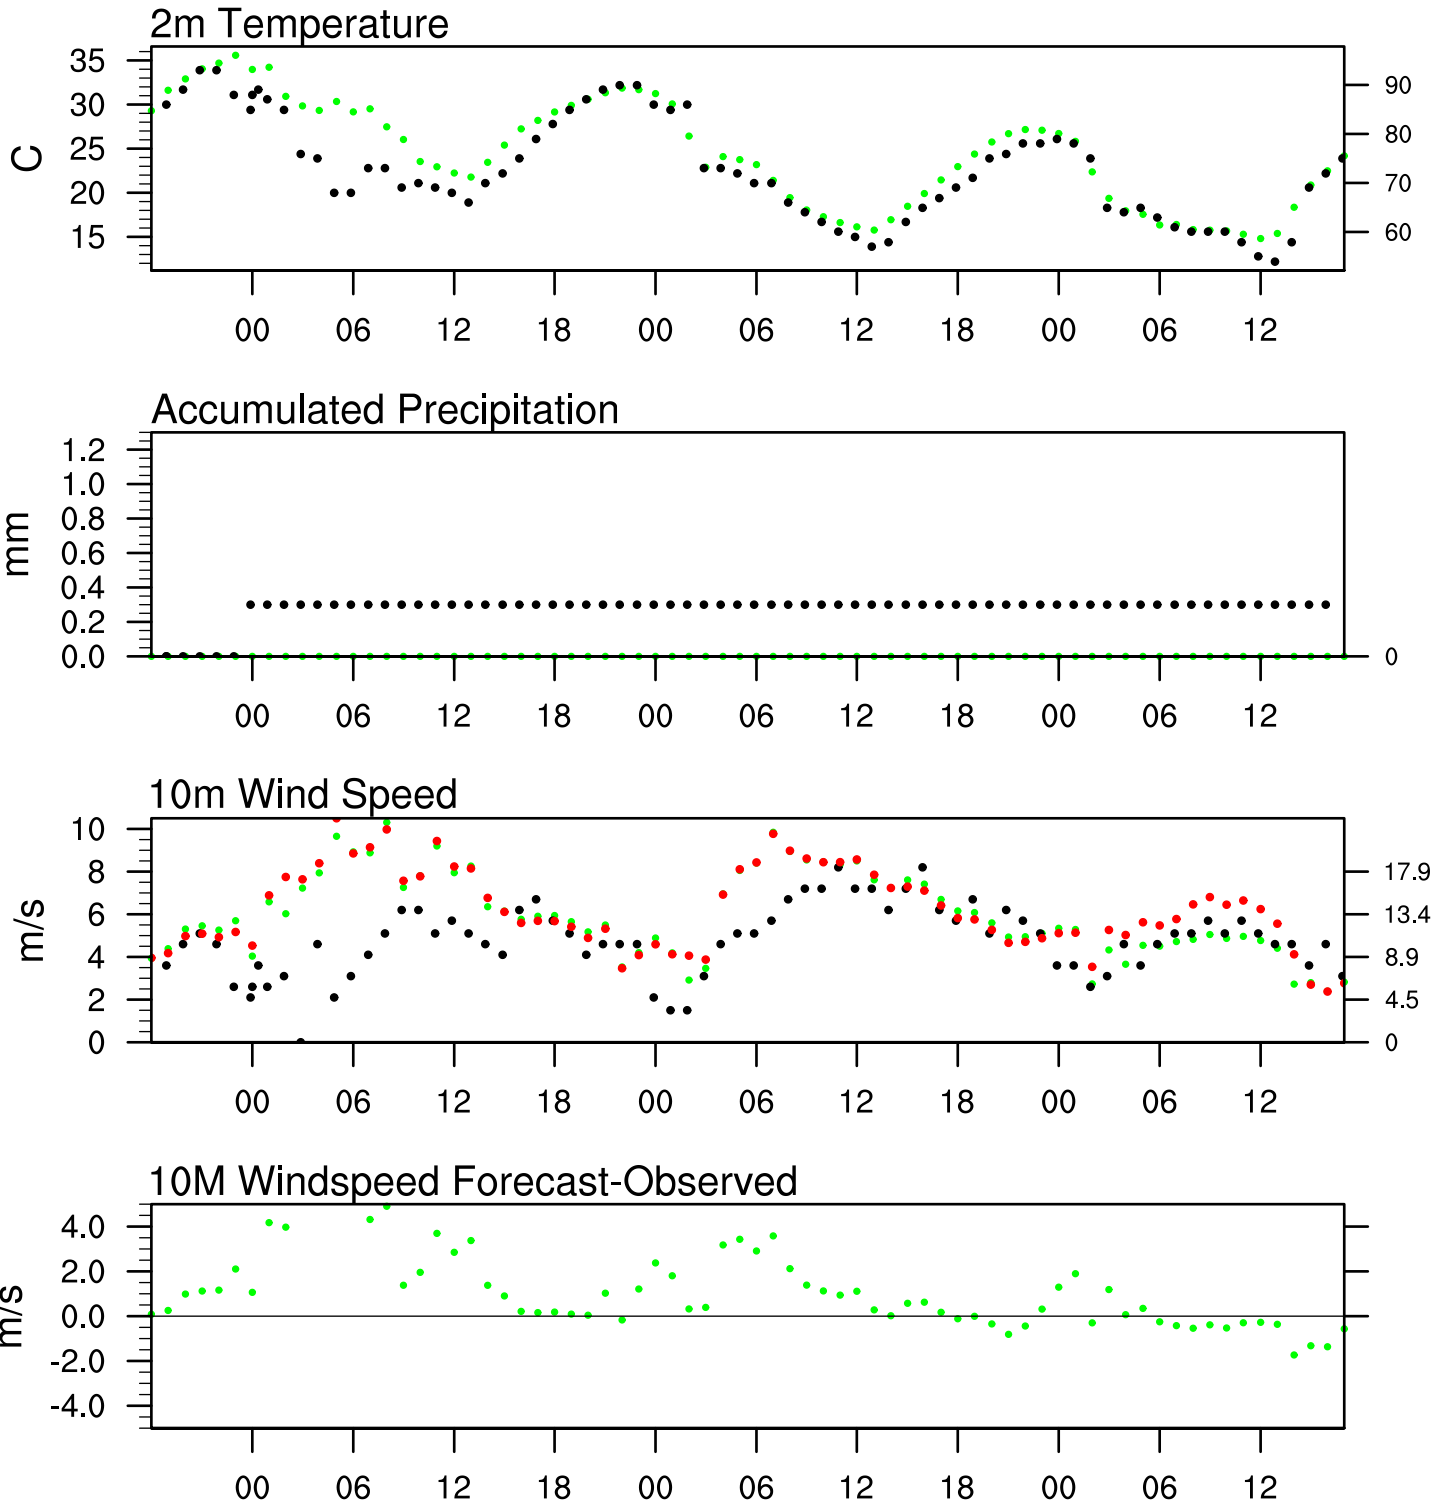 2m Temperature
35
30
25
20
15
C
90
80
70
60
00 06 12 18 00 06 12 18 00 06 12
Accumulated Precipitation
1.2
1.0
0.8
0.6
0.4
0.2
0.0
mm
0
00 06 12 18 00 06 12 18 00 06 12
10m Wind Speed
10
8
6
4
2
0
m/s
17.9
13.4
8.9
4.5
0
00 06 12 18 00 06 12 18 00 06 12
10M Windspeed Forecast-Observed
4.0
2.0
0.0
-2.0
-4.0
m/s
00 06 12 18 00 06 12 18 00 06 12